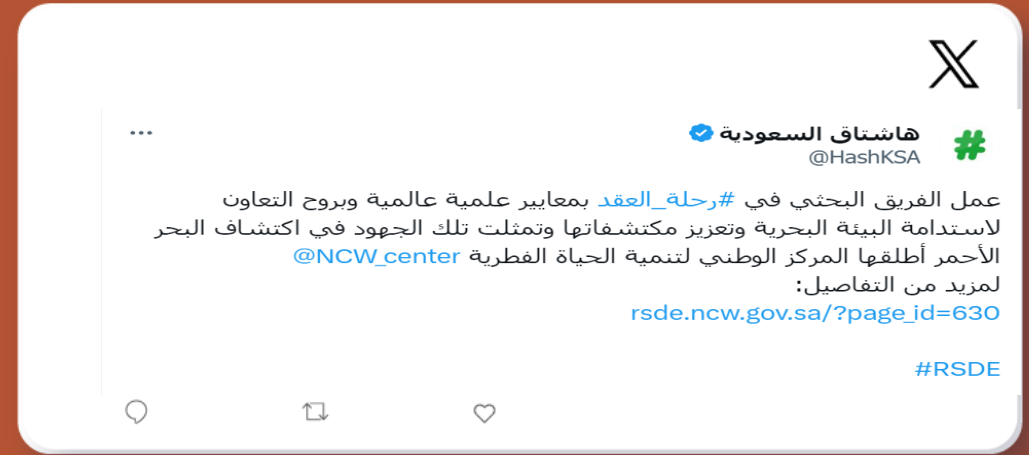 هاشتاق السعودية
@HashKSA
عمل الفريق البحثي في #رحلة_العقد بمعايير علمية عالمية وبروح التعاون
لاستدامة البيئة البحرية وتعزيز مكتشفاتها وتمثلت تلك الجهود في اكتشاف البحر
الأحمر أطلقها المركز الوطني لتنمية الحياة الفطرية @NCW_center
لمزيد من التفاصيل:
rsde.ncw.gov.sa/?page_id=630
#RSDE